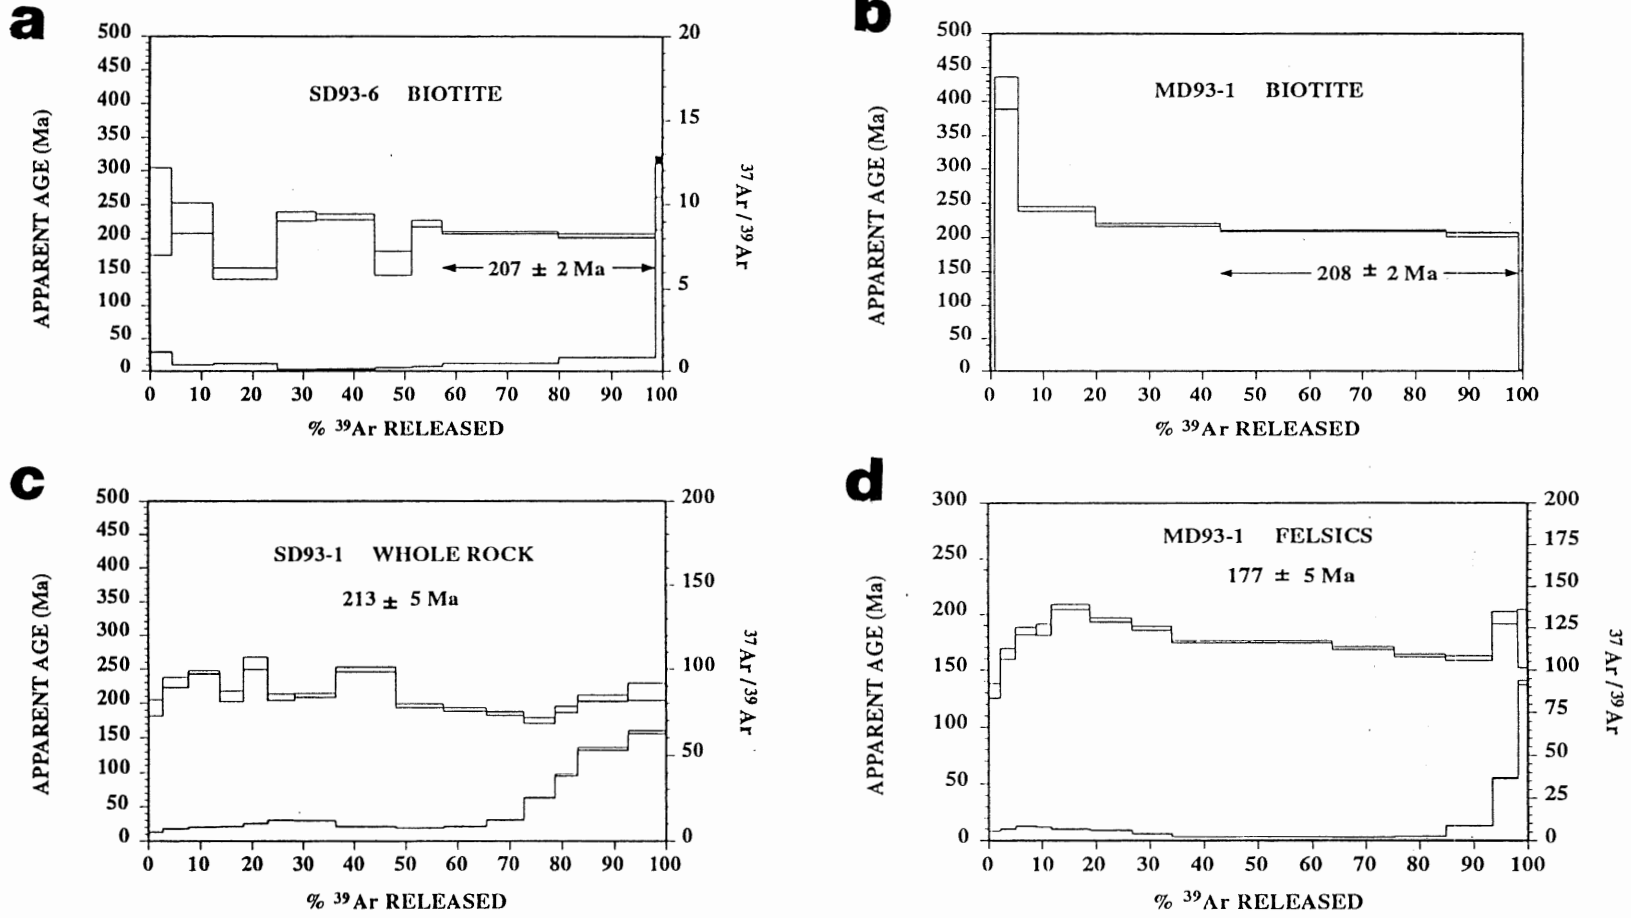 a
500
450
400
350
300
250
200
150
100
50
0
APPARENT AGE (Ma)
SD93-6 BIOTITE
207 ± 2 Ma
20
15
10
5
0
37Ar/39Ar
0 10 20 30 40 50 60 70 80 90 100
% 39Ar RELEASED
b
500
450
400
350
300
250
200
150
100
50
0
APPARENT AGE (Ma)
MD93-1 BIOTITE
208 ± 2 Ma
0 10 20 30 40 50 60 70 80 90 100
% 39Ar RELEASED
c
500
450
400
350
300
250
200
150
100
50
0
APPARENT AGE (Ma)
SD93-1 WHOLE ROCK
213 ± 5 Ma
200
150
100
50
0
37Ar/39Ar
0 10 20 30 40 50 60 70 80 90 100
% 39Ar RELEASED
d
300
250
200
150
100
50
0
APPARENT AGE (Ma)
MD93-1 FELSICS
177 ± 5 Ma
200
175
150
125
100
75
50
25
0
37Ar/39Ar
0 10 20 30 40 50 60 70 80 90 100
% 39Ar RELEASED